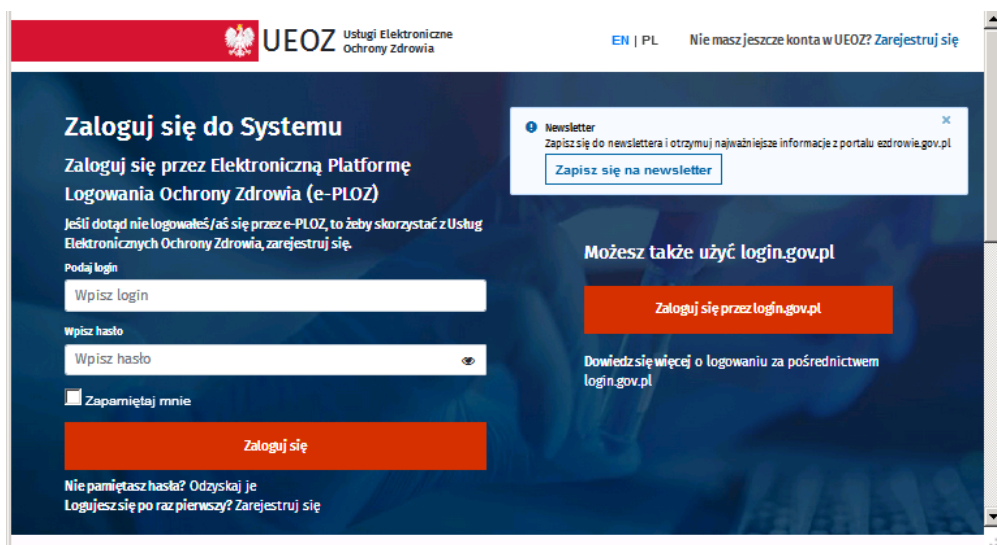 UEOZ Usługi Elektroniczne
Ochrony Zdrowia
EN | PL
Nie masz jeszcze konta w UEOZ? Zarejestruj się
Zaloguj się do Systemu
Zaloguj się przez Elektroniczną Platformę
Logowania Ochrony Zdrowia (e-PLOZ)
Jeśli dotąd nie logowałeś/aś się przez e-PLOZ, to żeby skorzystać z Usług
Elektronicznych Ochrony Zdrowia, zarejestruj się.
Podaj login
Wpisz login
Wpisz hasło
Wpisz hasło
Zapamiętaj mnie
Zaloguj się
Nie pamiętasz hasła? Odzyskaj je
Logujesz się po raz pierwszy? Zarejestruj się
Newsletter
Zapisz się do newslettera i otrzymuj najważniejsze informacje z portalu ezdrowie.gov.pl
Zapisz się na newsletter
Możesz także użyć login.gov.pl
Zaloguj się przez login.gov.pl
Dowiedz się więcej o logowaniu za pośrednictwem
login.gov.pl